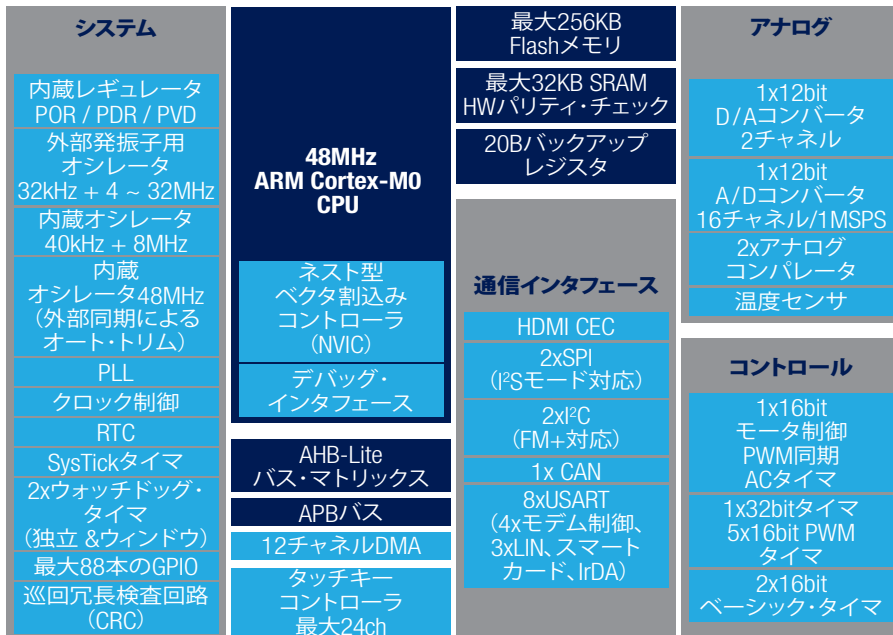 システム
内蔵レギュレータ
POR / PDR / PVD
外部発振子用
オシレータ
32kHz + 4 ~ 32MHz
内蔵オシレータ
40kHz + 8MHz
内蔵
オシレータ48MHz
(外部同期による
オート・トリム)
PLL
クロック制御
RTC
SysTickタイマ
2xウォッチドッグ・
タイマ
(独立 &ウィンドウ)
最大88本のGPIO
巡回冗長検査回路
(CRC)
48MHz
ARM Cortex-M0
CPU
ネスト型
ベクタ割込み
コントローラ
(NVIC)
デバッグ・
インタフェース
AHB-Lite
バス・マトリックス
APBバス
12チャネルDMA
タッチキー
コントローラ
最大24ch
最大256KB
Flashメモリ
最大32KB SRAM
HWパリティ・チェック
20Bバックアップ
レジスタ
通信インタフェース
HDMI CEC
2xSPI
(I²Sモード対応)
2xI²C
(FM+対応)
1x CAN
8xUSART
(4xモデム制御、
3xLIN、スマート
カード、IrDA)
アナログ
1x12bit
D/Aコンバータ
2チャネル
1x12bit
A/Dコンバータ
16チャネル/1MSPS
2xアナログ
コンパレータ
温度センサ
コントロール
1x16bit
モータ制御
PWM同期
ACタイマ
1x32bitタイマ
5x16bit PWM
タイマ
2x16bit
ベーシック・タイマ